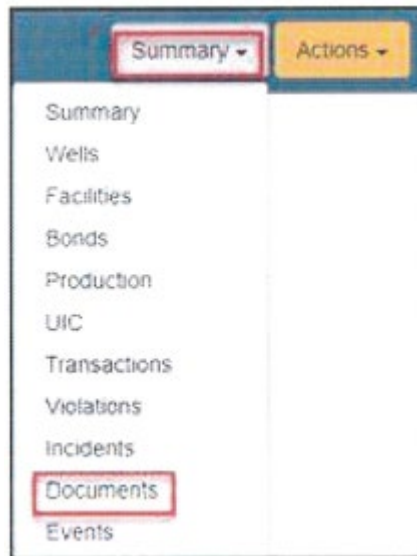 Summary Actions
Summary
Wells
Facilities
Bonds
Production
UIC
Transactions
Violations
Incidents
Documents
Events